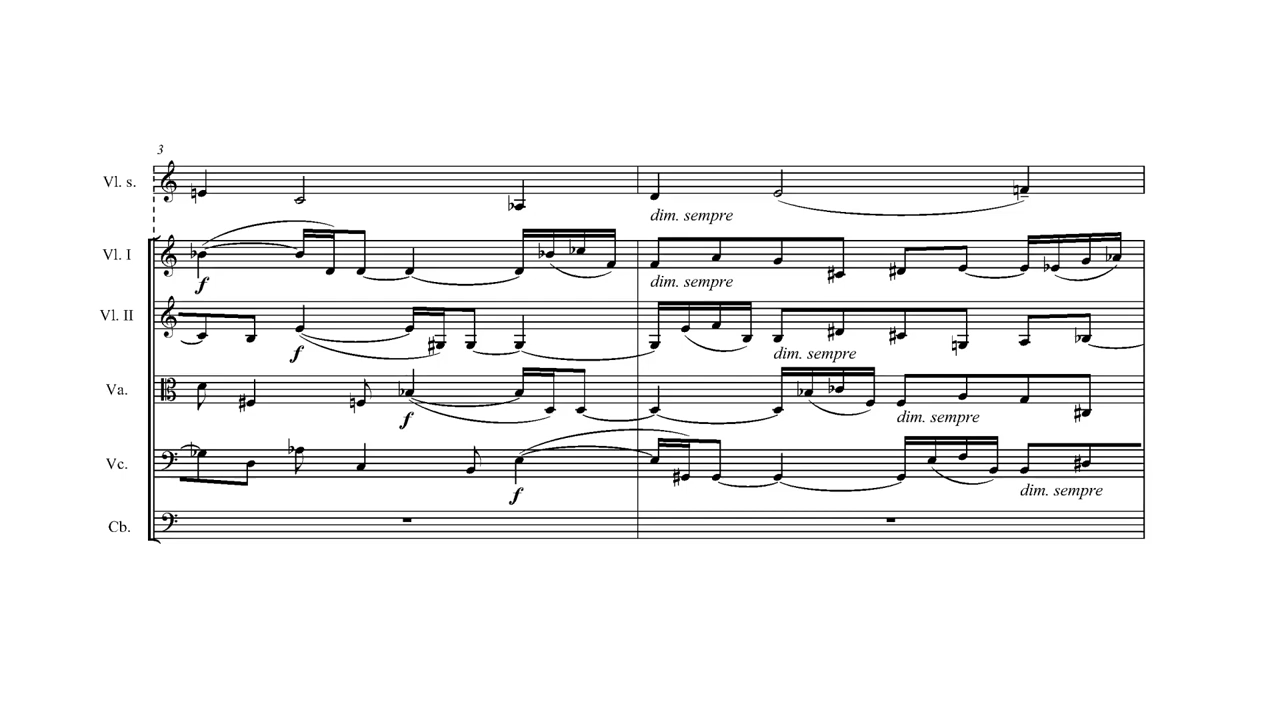 3
Vl. s.
dim. sempre
Vl. I
f
dim. sempre
Vl. II
f
dim. sempre
Va.
f
dim. sempre
Vc.
f
dim. sempre
Cb.